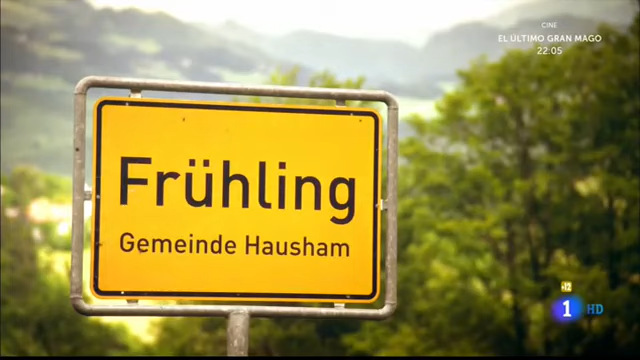 CINE
EL ÚLTIMO GRAN MAGO
22:05
Frühling
Gemeinde Hausham
+12
1 HD